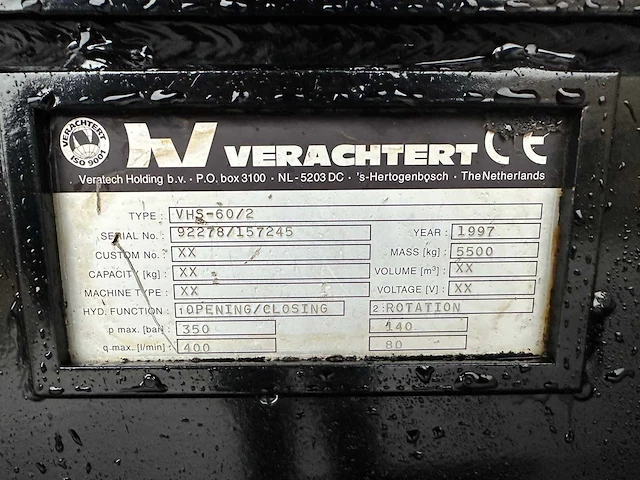 VERACHTERT
ISO 9001
VERACHTERT CE
Veratech Holding b.v. · P.O. box 3100 · NL - 5203 DC · 's-Hertogenbosch · The Netherlands
TYPE : VHS-60/2
SERIAL No. : 92278/157245 YEAR : 1997
CUSTOM No. : XX MASS [kg] : 5500
CAPACITY [kg] : XX VOLUME [m³] : XX
MACHINE TYPE : XX VOLTAGE [V] : XX
HYD. FUNCTION : 1 OPENING/CLOSING 2 : ROTATION
p max. [bar] : 350 140
q max. [l/min] : 400 80